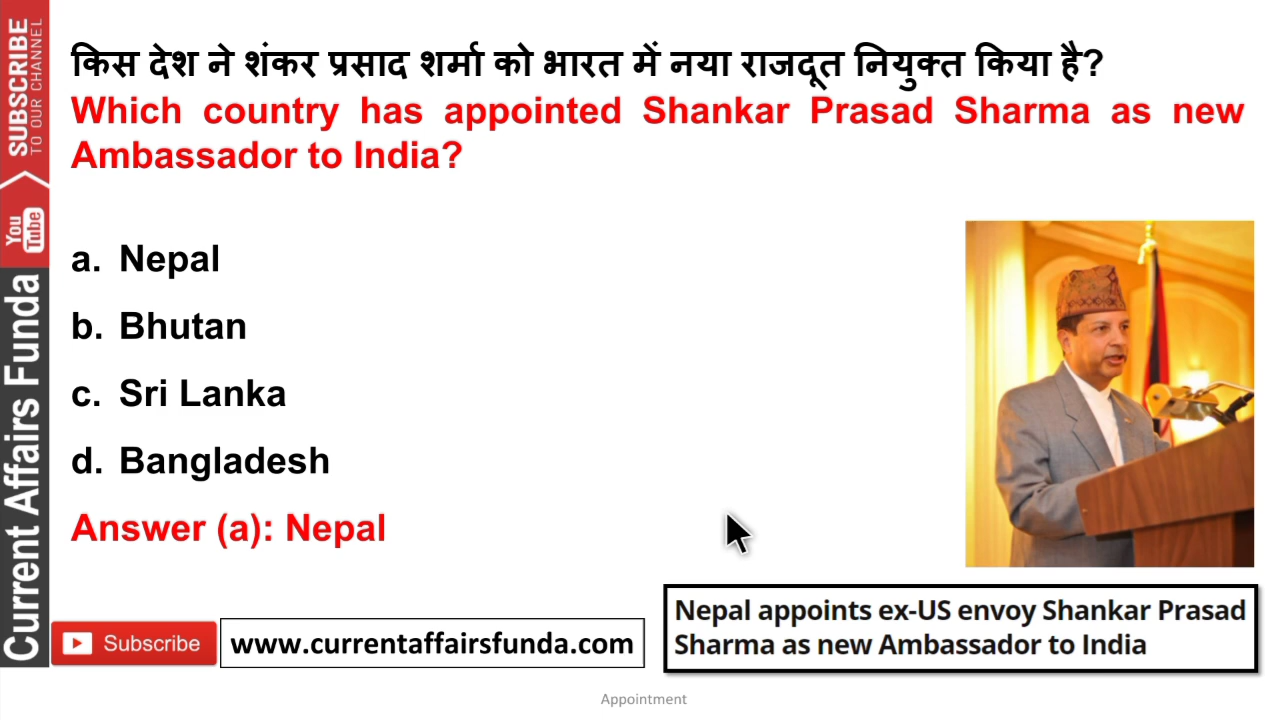 किस देश ने शंकर प्रसाद शर्मा को भारत में नया राजदूत नियुक्त किया है?
Which country has appointed Shankar Prasad Sharma as new
Ambassador to India?
a. Nepal
b. Bhutan
c. Sri Lanka
d. Bangladesh
Answer (a): Nepal
Nepal appoints ex-US envoy Shankar Prasad
Sharma as new Ambassador to India
Subscribe
www.currentaffairsfunda.com
Appointment
SUBSCRIBE
TO OUR CHANNEL
You
Tube
Current Affairs Funda